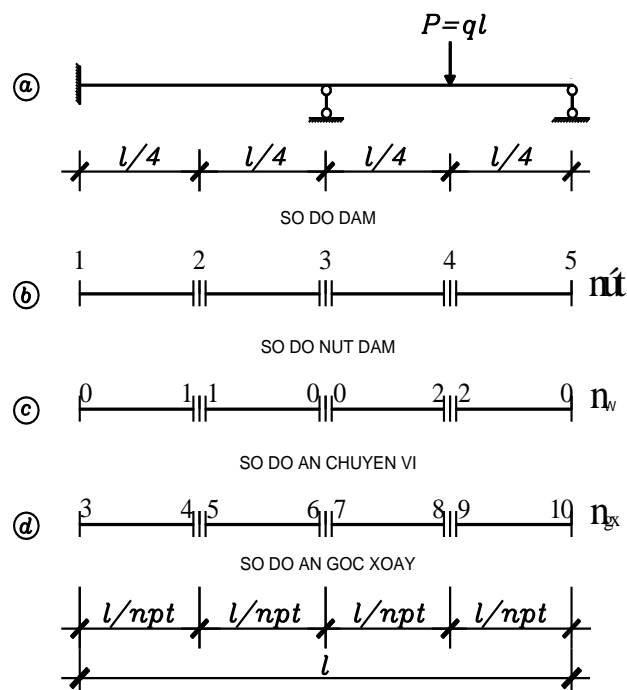 P=ql
a
l/4 l/4 l/4 l/4
SO DO DAM
1 2 3 4 5 nút
b
SO DO NUT DAM
0 1 1 0 0 2 2 0 n_w
c
SO DO AN CHUYEN VI
3 4 5 6 7 8 9 10 n_gx
d
SO DO AN GOC XOAY
l/npt l/npt l/npt l/npt
l